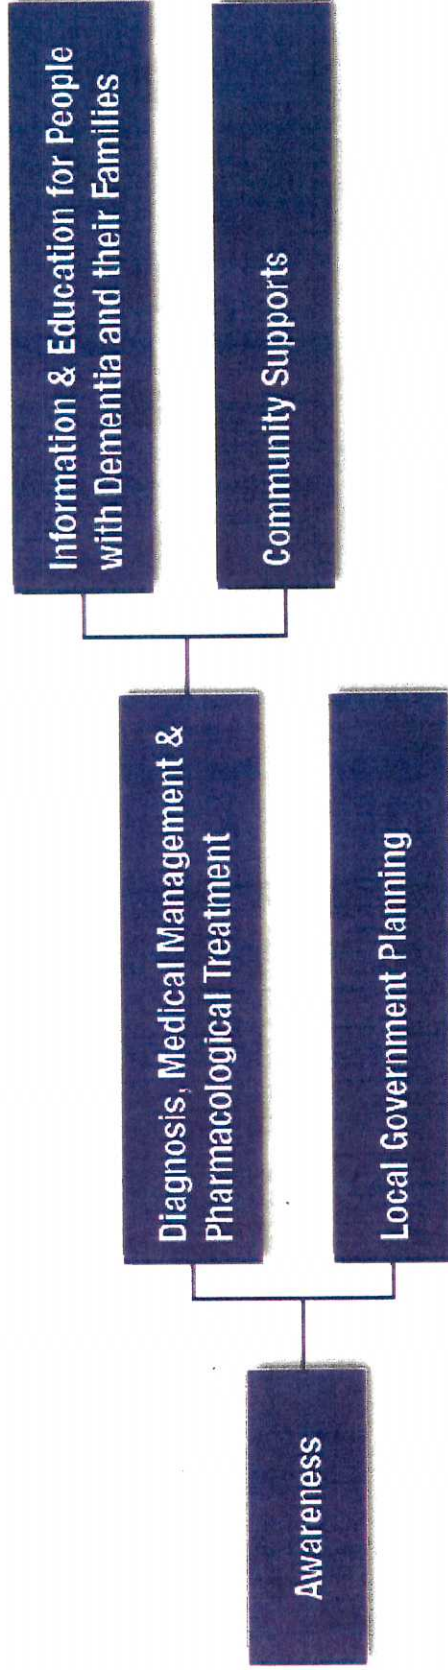 Awareness
Diagnosis, Medical Management &
Pharmacological Treatment
Local Government Planning
Information & Education for People
with Dementia and their Families
Community Supports